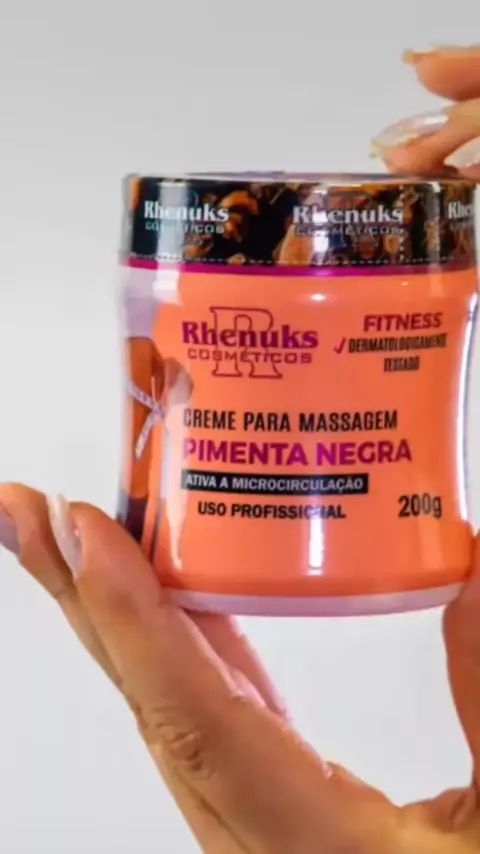 Rhenuks Rhenuks Rhe
COSMÉTICOS COSMÉTICOS
R
Rhenuks
COSMÉTICOS
FITNESS
✓DERMATOLOGICAMENTE
TESTADO
CREME PARA MASSAGEM
PIMENTA NEGRA
ATIVA A MICROCIRCULAÇÃO
USO PROFISSIONAL
200g